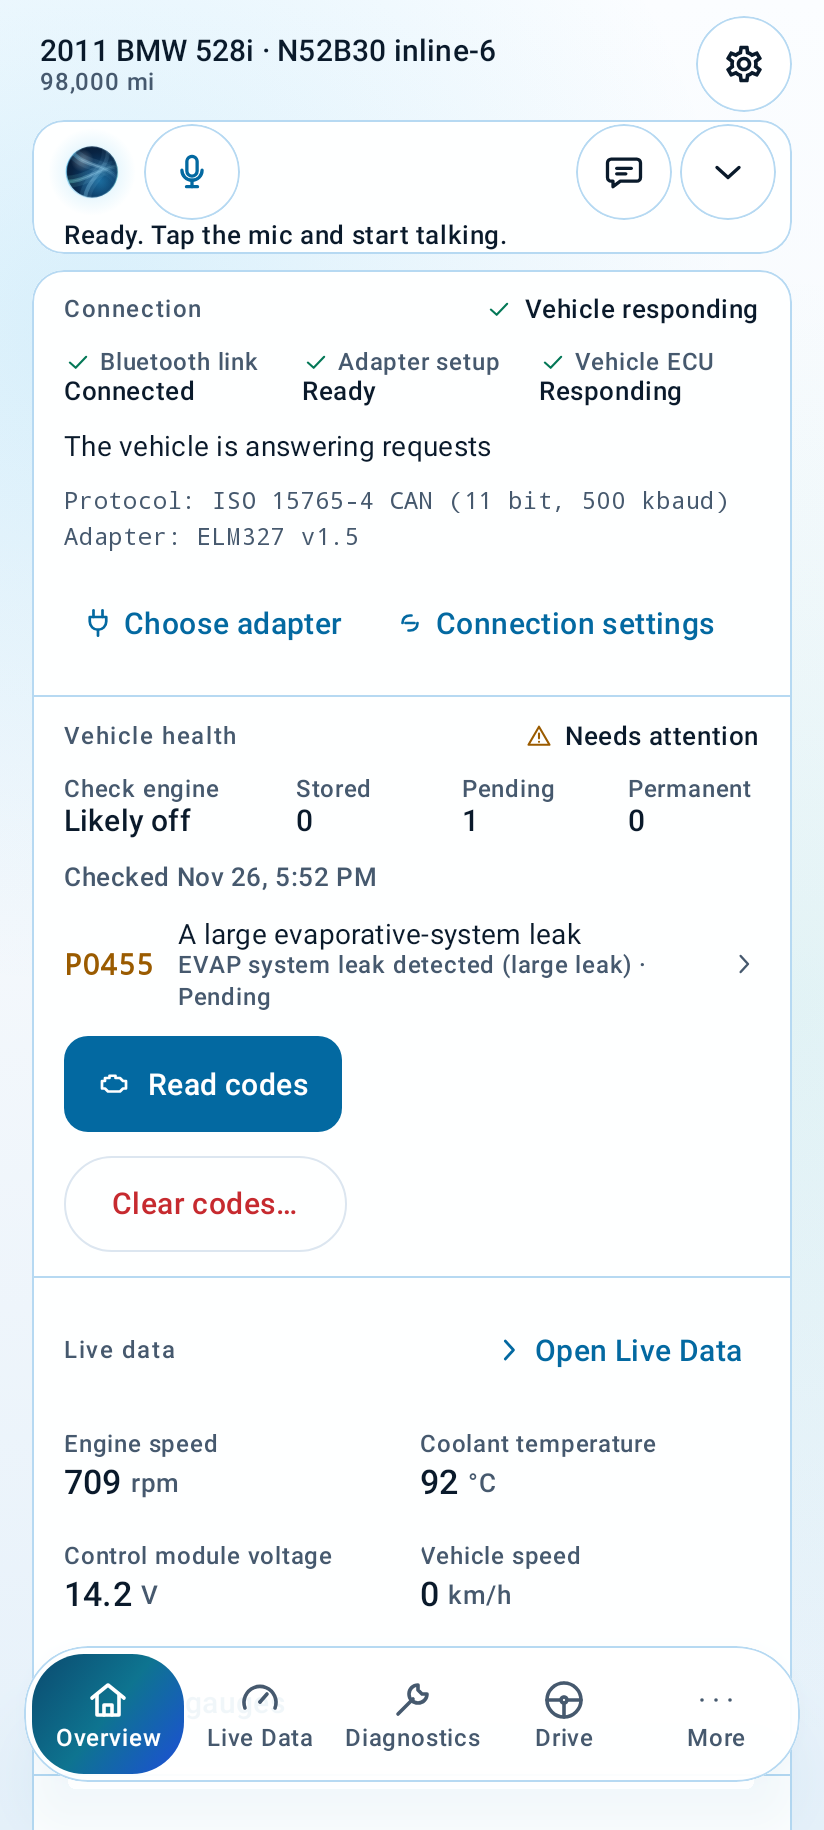 2011 BMW 528i · N52B30 inline-6
98,000 mi
Ready. Tap the mic and start talking.
Connection
Vehicle responding
Bluetooth link
Connected
Adapter setup
Ready
Vehicle ECU
Responding
The vehicle is answering requests
Protocol: ISO 15765-4 CAN (11 bit, 500 kbaud)
Adapter: ELM327 v1.5
Choose adapter
Connection settings
Vehicle health
Needs attention
Check engine
Likely off
Stored
0
Pending
1
Permanent
0
Checked Nov 26, 5:52 PM
P0455
A large evaporative-system leak
EVAP system leak detected (large leak) ·
Pending
Read codes
Clear codes...
Live data
Open Live Data
Engine speed
709 rpm
Coolant temperature
92 °C
Control module voltage
14.2 V
Vehicle speed
0 km/h
gauges
Overview
Live Data
Diagnostics
Drive
More